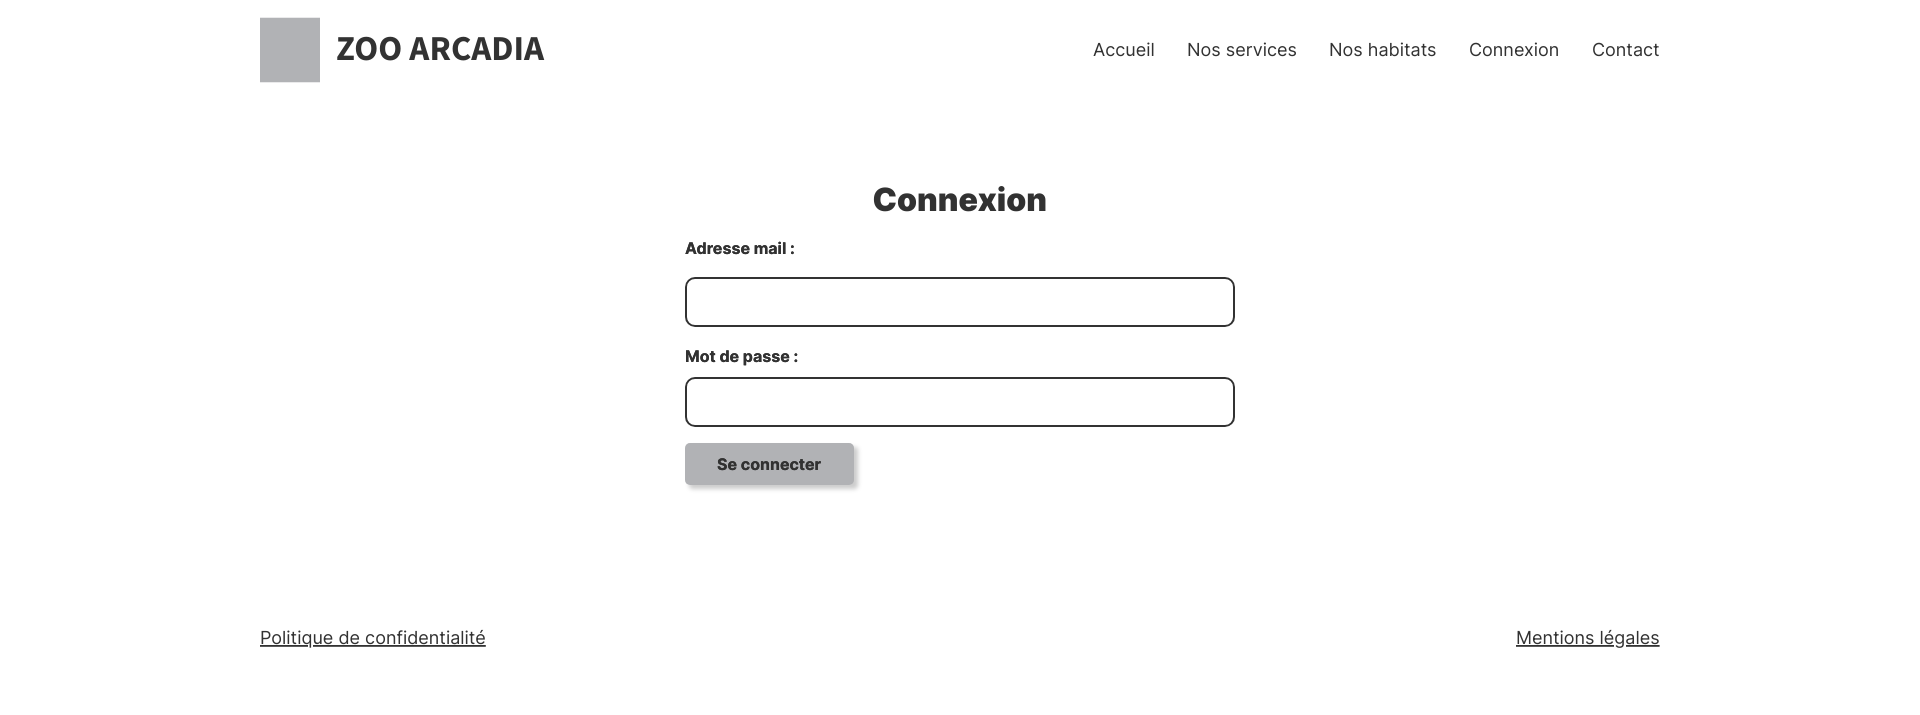 ZOO ARCADIA
Accueil Nos services Nos habitats Connexion Contact
Connexion
Adresse mail :
Mot de passe :
Se connecter
Politique de confidentialité Mentions légales